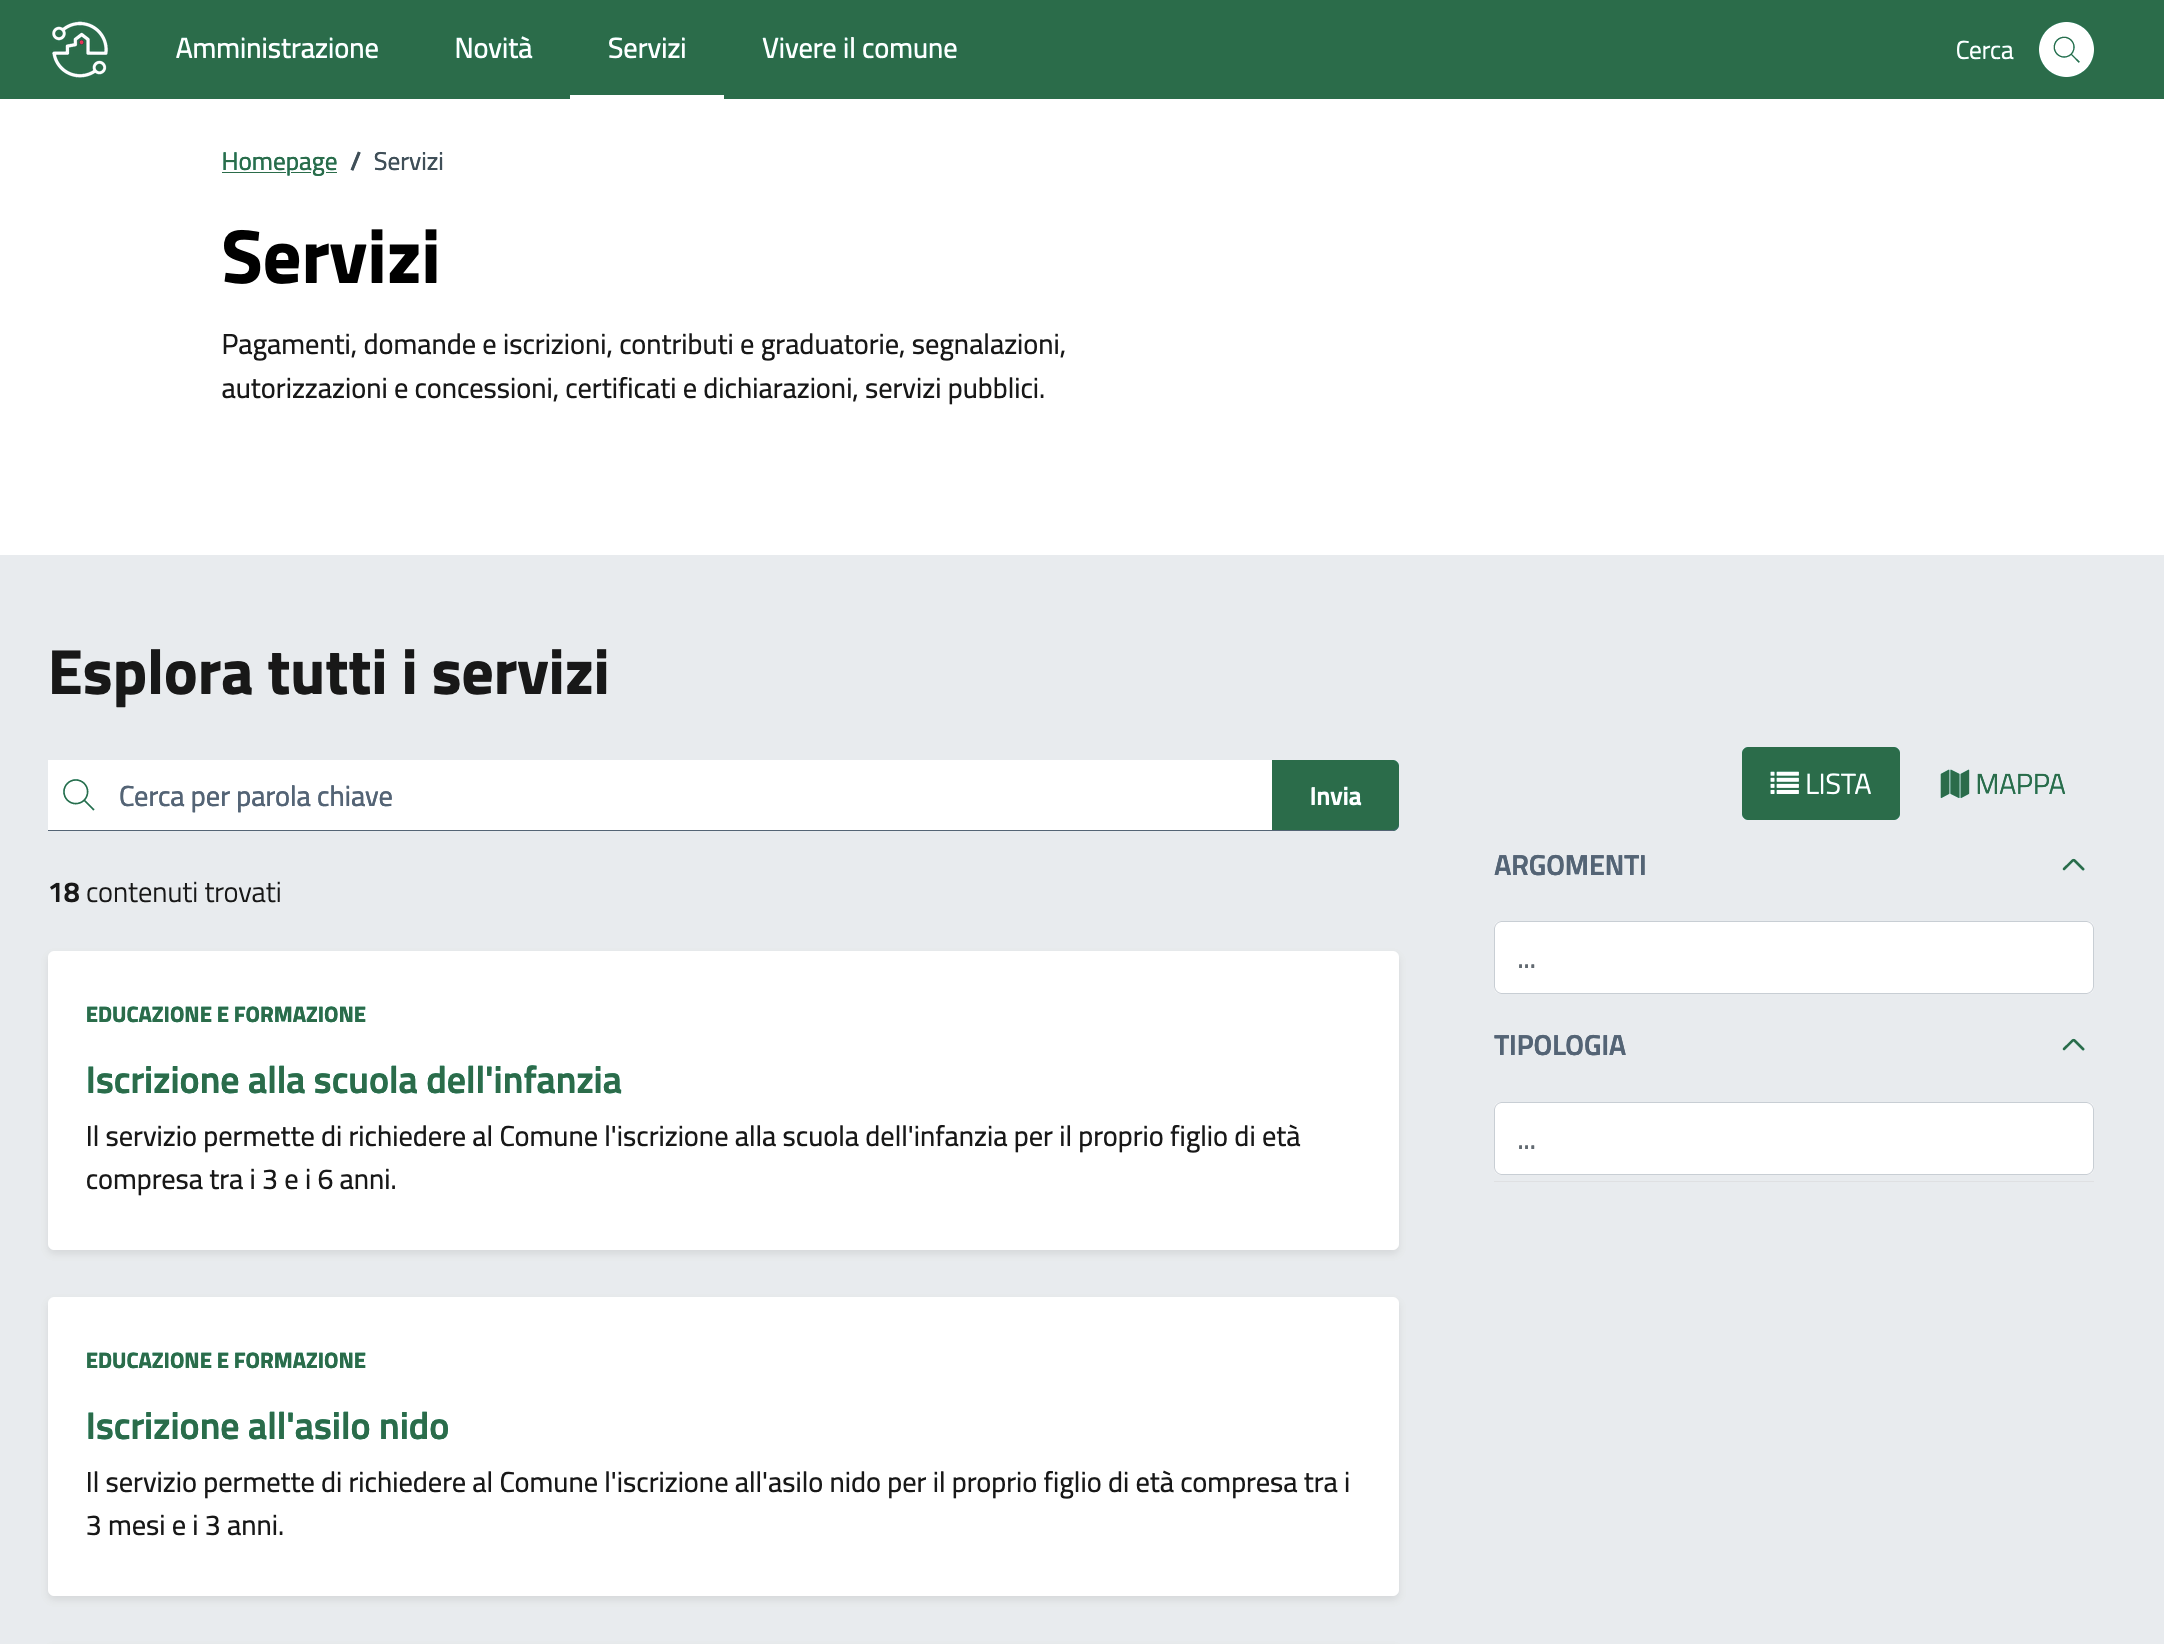 Amministrazione Novità Servizi Vivere il comune Cerca
Homepage / Servizi
Servizi
Pagamenti, domande e iscrizioni, contributi e graduatorie, segnalazioni,
autorizzazioni e concessioni, certificati e dichiarazioni, servizi pubblici.
Esplora tutti i servizi
Cerca per parola chiave Invia
18 contenuti trovati
EDUCAZIONE E FORMAZIONE
Iscrizione alla scuola dell'infanzia
Il servizio permette di richiedere al Comune l'iscrizione alla scuola dell'infanzia per il proprio figlio di età
compresa tra i 3 e i 6 anni.
EDUCAZIONE E FORMAZIONE
Iscrizione all'asilo nido
Il servizio permette di richiedere al Comune l'iscrizione all'asilo nido per il proprio figlio di età compresa tra i
3 mesi e i 3 anni.
LISTA MAPPA
ARGOMENTI
...
TIPOLOGIA
...